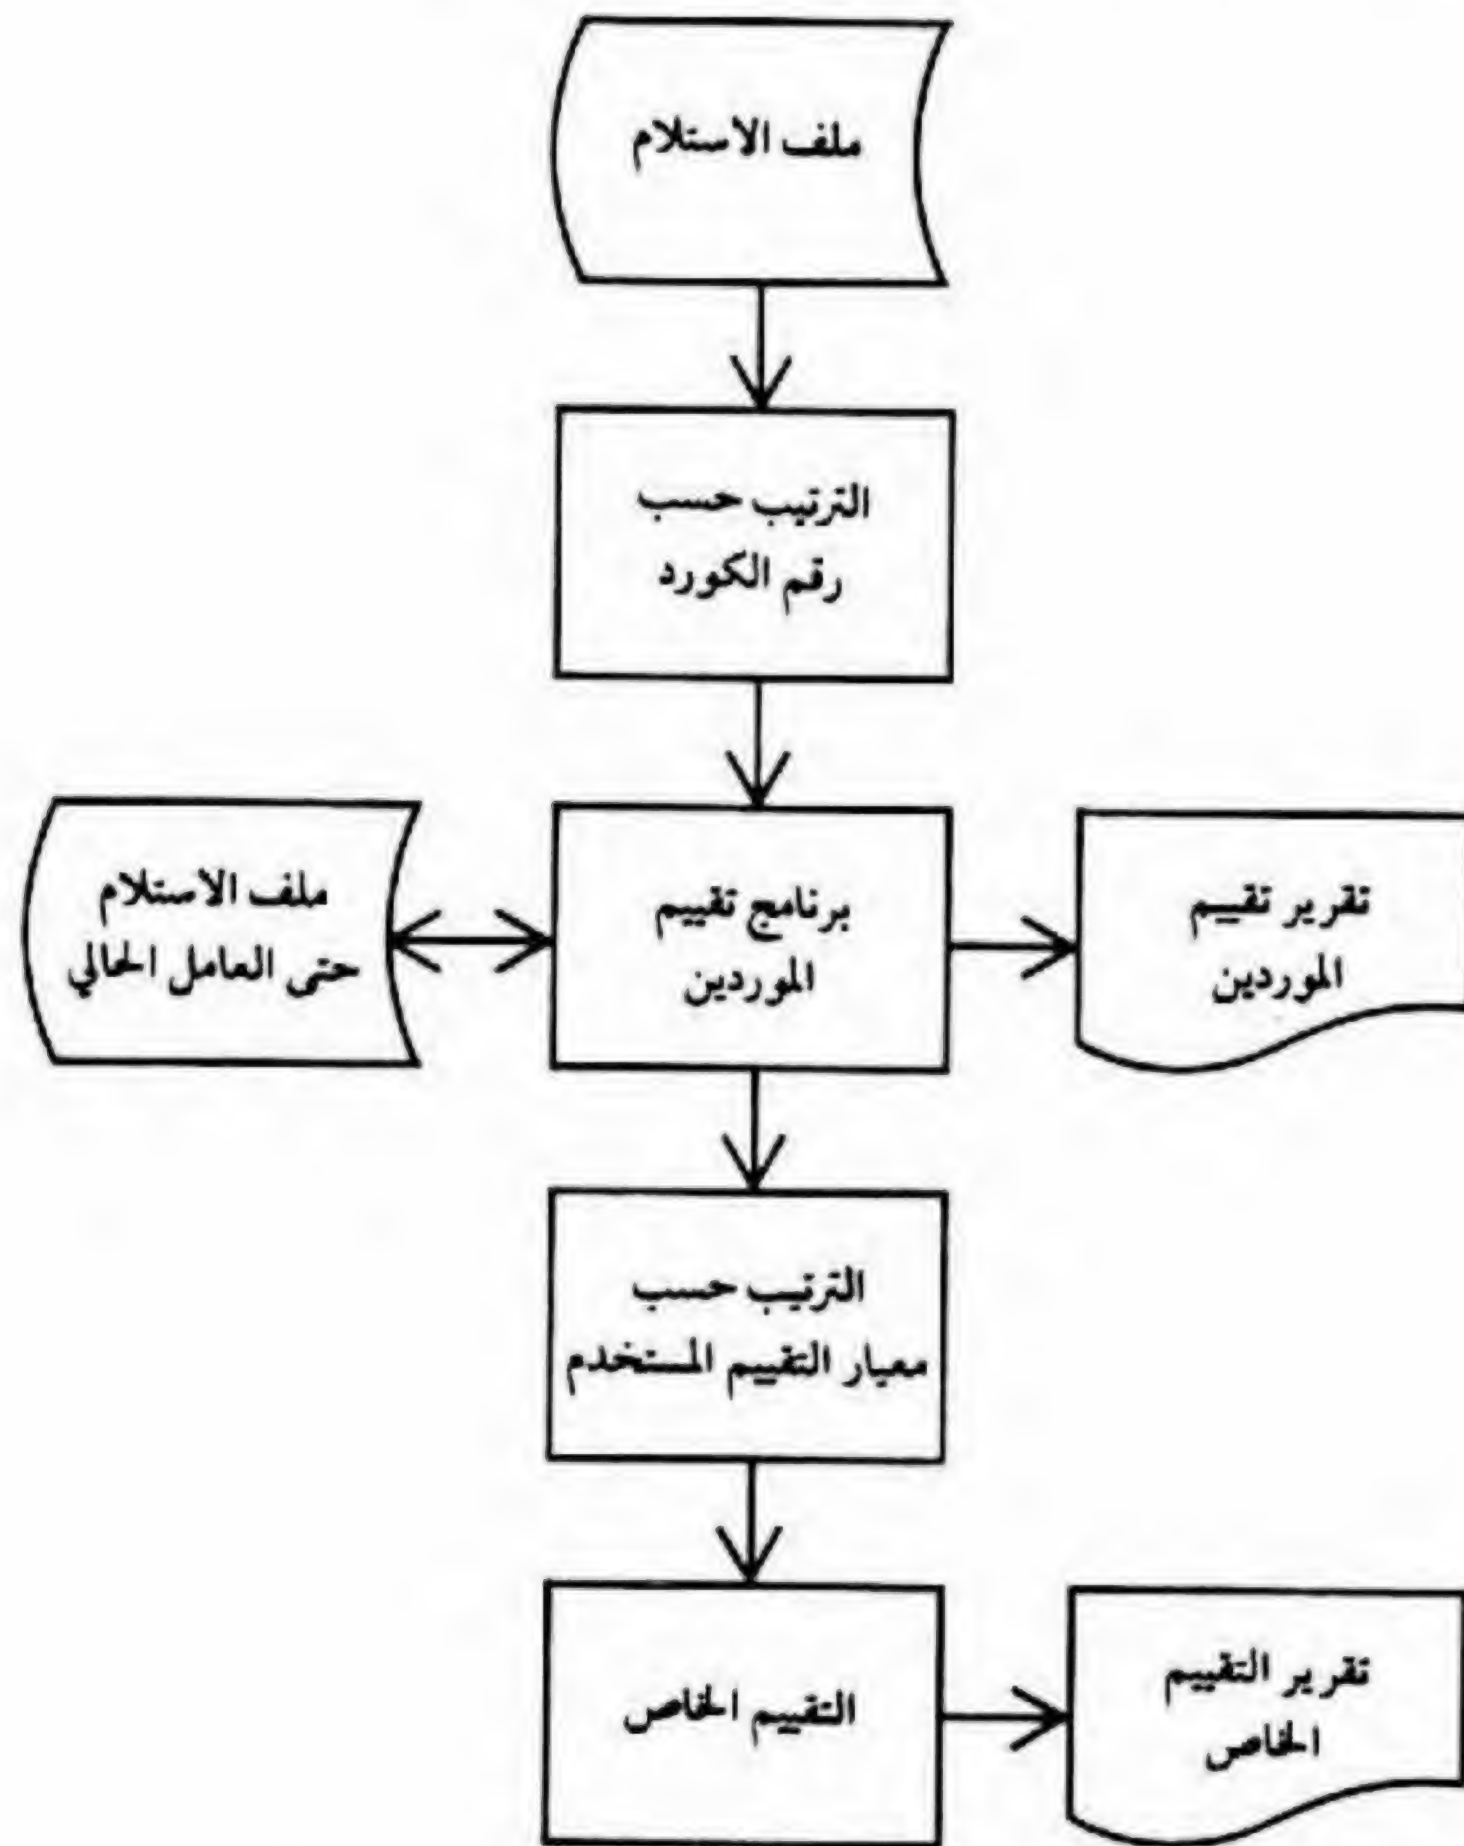 ملف الاستلام
الترتيب حسب
رقم الكورد
برنامج تقييم
الموردين
تقرير تقييم
الموردين
ملف الاستلام
حتى العامل الحالي
الترتيب حسب
معيار التقييم المستخدم
التقييم الخاص
تقرير التقييم
الخاص